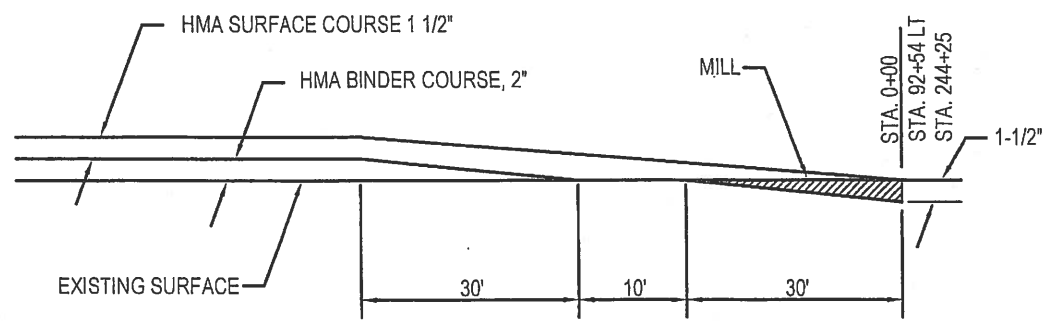 HMA SURFACE COURSE 1 1/2"
HMA BINDER COURSE, 2"
MILL
STA. 0+00
STA. 92+54 LT
STA. 244+25
1-1/2"
EXISTING SURFACE
30'
10'
30'